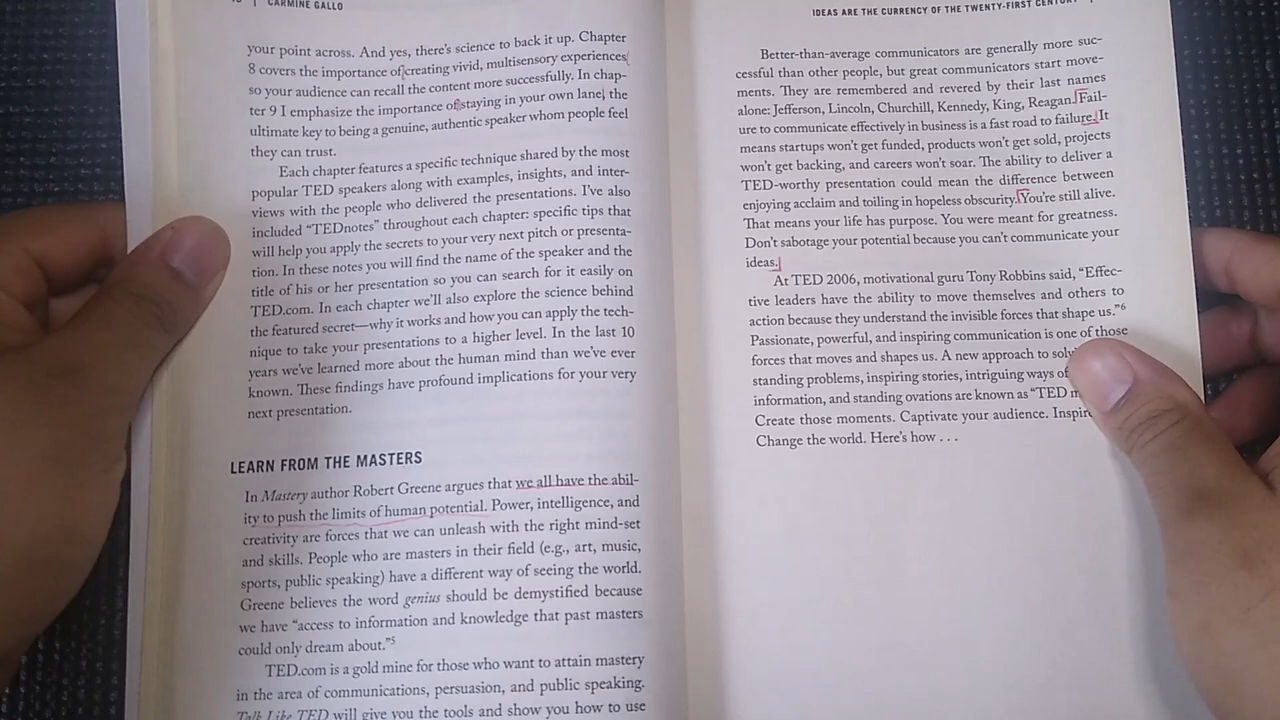 CARMINE GALLO
your point across. And yes, there's science to back it up. Chapter
8 covers the importance of creating vivid, multisensory experiences
so your audience can recall the content more successfully. In chap-
ter 9 I emphasize the importance of staying in your own lane, the
ultimate key to being a genuine, authentic speaker whom people feel
they can trust.
Each chapter features a specific technique shared by the most
popular TED speakers along with examples, insights, and inter-
views with the people who delivered the presentations. I've also
included “TEDnotes” throughout each chapter: specific tips that
will help you apply the secrets to your very next pitch or presenta-
tion. In these notes you will find the name of the speaker and the
title of his or her presentation so you can search for it easily on
TED.com. In each chapter we'll also explore the science behind
the featured secret—why it works and how you can apply the tech-
nique to take your presentations to a higher level. In the last 10
years we've learned more about the human mind than we've ever
known. These findings have profound implications for your very
next presentation.
LEARN FROM THE MASTERS
In Mastery author Robert Greene argues that we all have the abil-
ity to push the limits of human potential. Power, intelligence, and
creativity are forces that we can unleash with the right mind-set
and skills. People who are masters in their field (e.g., art, music,
sports, public speaking) have a different way of seeing the world.
Greene believes the word genius should be demystified because
we have “access to information and knowledge that past masters
could only dream about.”5
TED.com is a gold mine for those who want to attain mastery
in the area of communications, persuasion, and public speaking.
Talk Like TED will give you the tools and show you how to use
IDEAS ARE THE CURRENCY OF THE TWENTY-FIRST CENTURY
Better-than-average communicators are generally more suc-
cessful than other people, but great communicators start move-
ments. They are remembered and revered by their last names
alone: Jefferson, Lincoln, Churchill, Kennedy, King, Reagan. Fail-
ure to communicate effectively in business is a fast road to failure. It
means startups won't get funded, products won't get sold, projects
won't get backing, and careers won't soar. The ability to deliver a
TED-worthy presentation could mean the difference between
enjoying acclaim and toiling in hopeless obscurity. You're still alive.
That means your life has purpose. You were meant for greatness.
Don't sabotage your potential because you can't communicate your
ideas.
At TED 2006, motivational guru Tony Robbins said, “Effec-
tive leaders have the ability to move themselves and others to
action because they understand the invisible forces that shape us.”6
Passionate, powerful, and inspiring communication is one of those
forces that moves and shapes us. A new approach to
standing problems, inspiring stories, intriguing ways of
information, and standing ovations are known as “TED
Create those moments. Captivate your audience.
Change the world. Here's how . . .